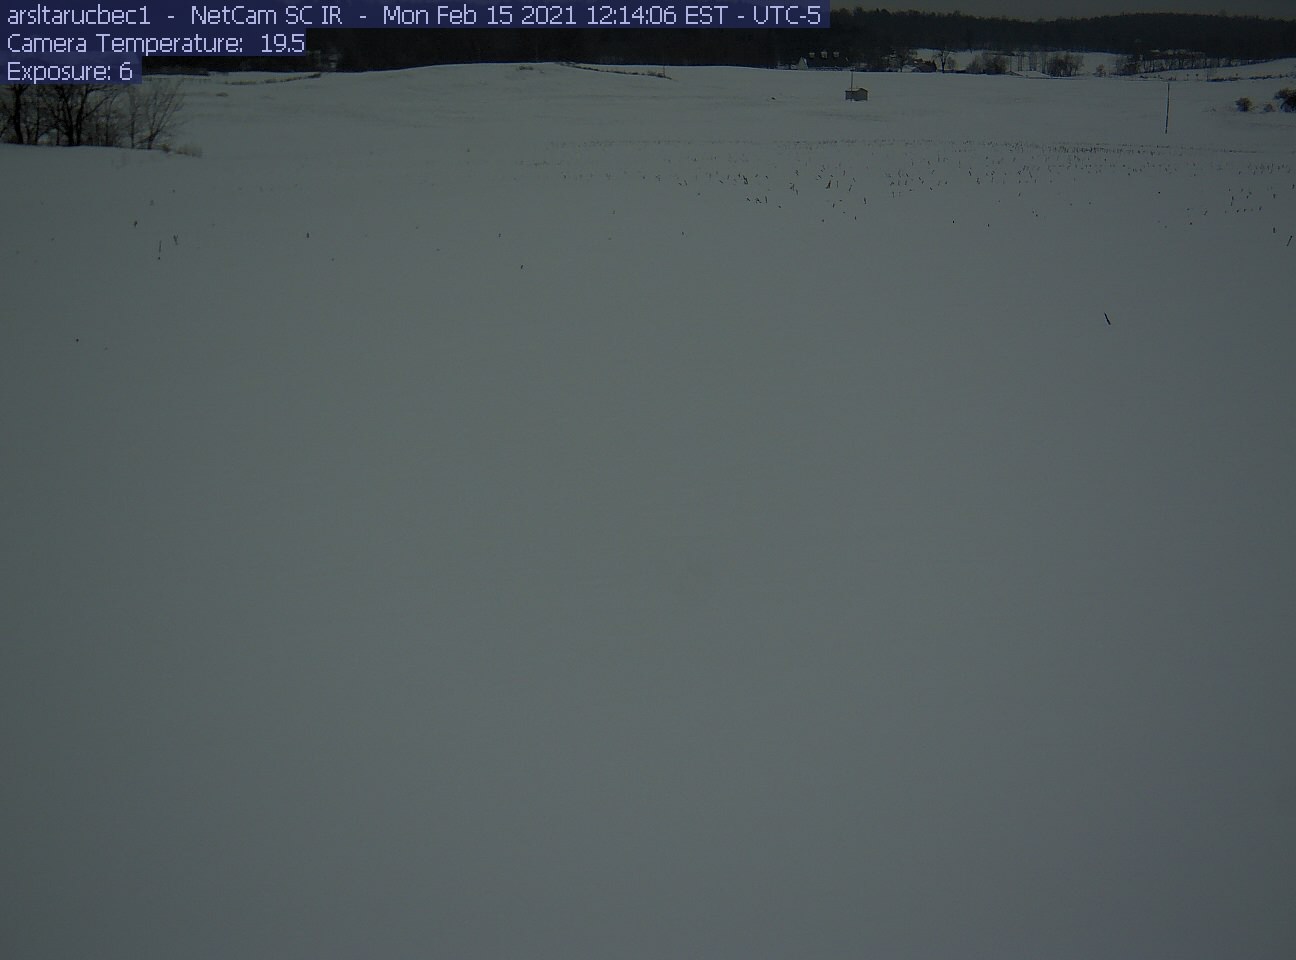 arsltarucbec1 - NetCam SC IR - Mon Feb 15 2021 12:14:06 EST - UTC-5
Camera Temperature: 19.5
Exposure: 6